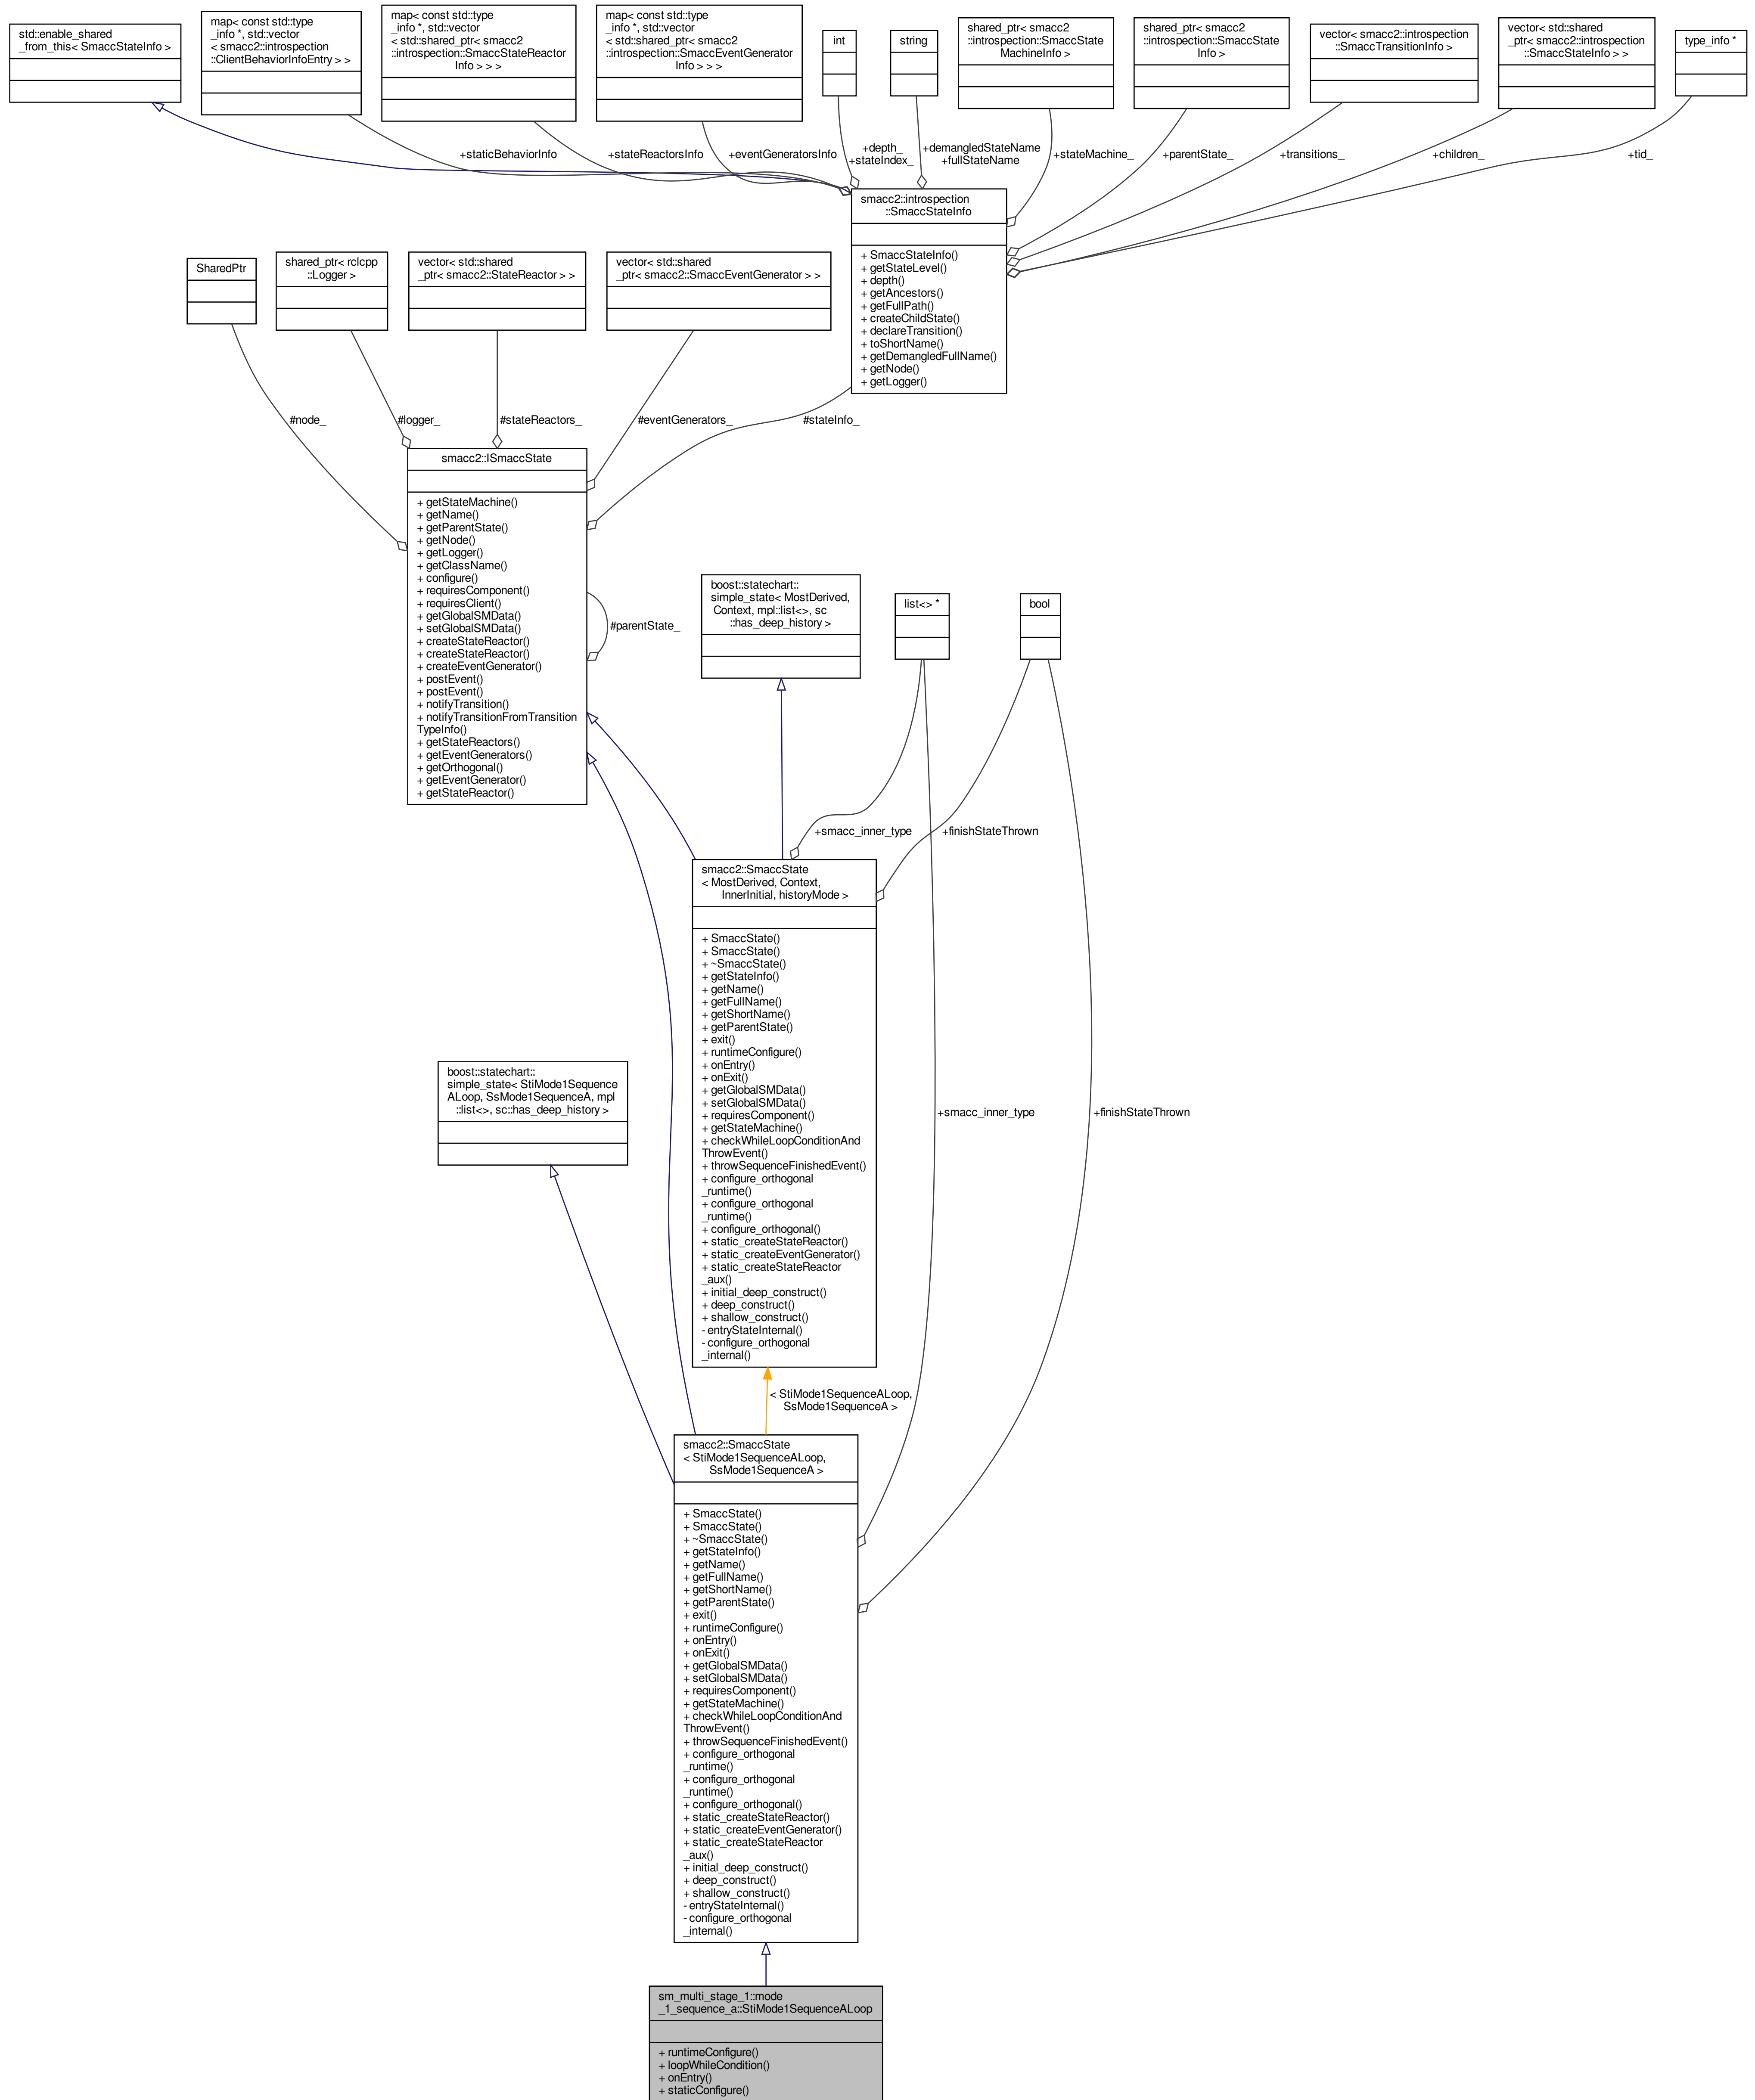 std::enable_shared
_from_this< SmaccStateInfo >
map< const std::type
_info *, std::vector
< smacc2::introspection
::ClientBehaviorInfoEntry > >
map< const std::type
_info *, std::vector
< std::shared_ptr< smacc2
::introspection::SmaccStateReactor
Info > > >
map< const std::type
_info *, std::vector
< std::shared_ptr< smacc2
::introspection::SmaccEventGenerator
Info > > >
int
string
shared_ptr< smacc2
::introspection::SmaccState
MachineInfo >
shared_ptr< smacc2
::introspection::SmaccState
Info >
vector< smacc2::introspection
::SmaccTransitionInfo >
vector< std::shared
_ptr< smacc2::introspection
::SmaccStateInfo > >
type_info *
+staticBehaviorInfo
+stateReactorsInfo
+eventGeneratorsInfo
+depth_
+stateIndex_
+demangledStateName
+fullStateName
+stateMachine_
+parentState_
+transitions_
+children_
+tid_
smacc2::introspection
::SmaccStateInfo
+ SmaccStateInfo()
+ getStateLevel()
+ depth()
+ getAncestors()
+ getFullPath()
+ createChildState()
+ declareTransition()
+ toShortName()
+ getDemangledFullName()
+ getNode()
+ getLogger()
SharedPtr
shared_ptr< rclcpp
::Logger >
vector< std::shared
_ptr< smacc2::StateReactor > >
vector< std::shared
_ptr< smacc2::SmaccEventGenerator > >
#node_
#logger_
#stateReactors_
#eventGenerators_
#stateInfo_
smacc2::ISmaccState
+ getStateMachine()
+ getName()
+ getParentState()
+ getNode()
+ getLogger()
+ getClassName()
+ configure()
+ requiresComponent()
+ requiresClient()
+ getGlobalSMData()
+ setGlobalSMData()
+ createStateReactor()
+ createStateReactor()
+ createEventGenerator()
+ postEvent()
+ postEvent()
+ notifyTransition()
+ notifyTransitionFromTransition
TypeInfo()
+ getStateReactors()
+ getEventGenerators()
+ getOrthogonal()
+ getEventGenerator()
+ getStateReactor()
#parentState_
boost::statechart::
simple_state< MostDerived,
Context, mpl::list<>, sc
::has_deep_history >
list<> *
bool
+smacc_inner_type
+finishStateThrown
smacc2::SmaccState
< MostDerived, Context,
InnerInitial, historyMode >
+ SmaccState()
+ SmaccState()
+ ~SmaccState()
+ getStateInfo()
+ getName()
+ getFullName()
+ getShortName()
+ getParentState()
+ exit()
+ runtimeConfigure()
+ onEntry()
+ onExit()
+ getGlobalSMData()
+ setGlobalSMData()
+ requiresComponent()
+ getStateMachine()
+ checkWhileLoopConditionAnd
ThrowEvent()
+ throwSequenceFinishedEvent()
+ configure_orthogonal
_runtime()
+ configure_orthogonal
_runtime()
+ configure_orthogonal()
+ static_createStateReactor()
+ static_createEventGenerator()
+ static_createStateReactor
_aux()
+ initial_deep_construct()
+ deep_construct()
+ shallow_construct()
- entryStateInternal()
- configure_orthogonal
_internal()
boost::statechart::
simple_state< StiMode1Sequence
ALoop, SsMode1SequenceA, mpl
::list<>, sc::has_deep_history >
+smacc_inner_type
+finishStateThrown
< StiMode1SequenceALoop,
SsMode1SequenceA >
smacc2::SmaccState
< StiMode1SequenceALoop,
SsMode1SequenceA >
+ SmaccState()
+ SmaccState()
+ ~SmaccState()
+ getStateInfo()
+ getName()
+ getFullName()
+ getShortName()
+ getParentState()
+ exit()
+ runtimeConfigure()
+ onEntry()
+ onExit()
+ getGlobalSMData()
+ setGlobalSMData()
+ requiresComponent()
+ getStateMachine()
+ checkWhileLoopConditionAnd
ThrowEvent()
+ throwSequenceFinishedEvent()
+ configure_orthogonal
_runtime()
+ configure_orthogonal
_runtime()
+ configure_orthogonal()
+ static_createStateReactor()
+ static_createEventGenerator()
+ static_createStateReactor
_aux()
+ initial_deep_construct()
+ deep_construct()
+ shallow_construct()
- entryStateInternal()
- configure_orthogonal
_internal()
sm_multi_stage_1::mode
_1_sequence_a::StiMode1SequenceALoop
+ runtimeConfigure()
+ loopWhileCondition()
+ onEntry()
+ staticConfigure()